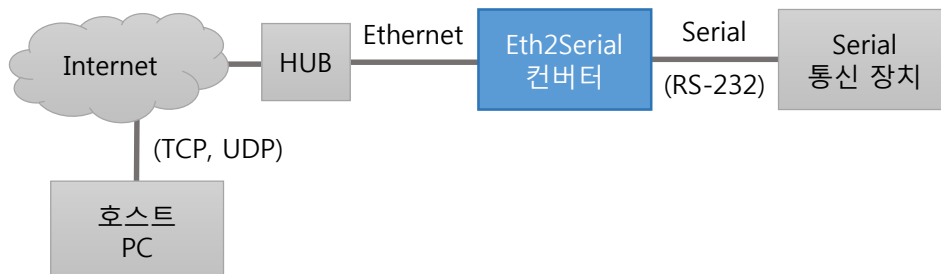 Internet
HUB
Ethernet
Eth2Serial
컨버터
Serial
(RS-232)
Serial
통신 장치
(TCP, UDP)
호스트
PC